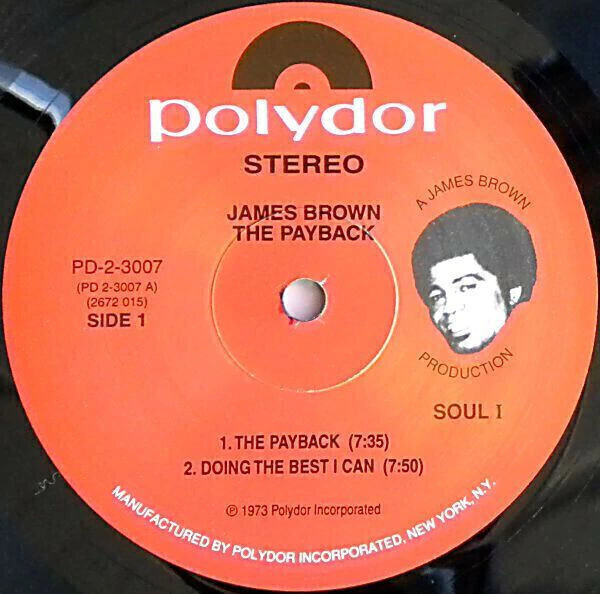 polydor
STEREO
JAMES BROWN
THE PAYBACK
A JAMES BROWN
PRODUCTION
PD-2-3007
(PD 2-3007 A)
(2672 015)
SIDE 1
SOUL I
1. THE PAYBACK (7:35)
2. DOING THE BEST I CAN (7:50)
℗ 1973 Polydor Incorporated
MANUFACTURED BY POLYDOR INCORPORATED, NEW YORK, N.Y.